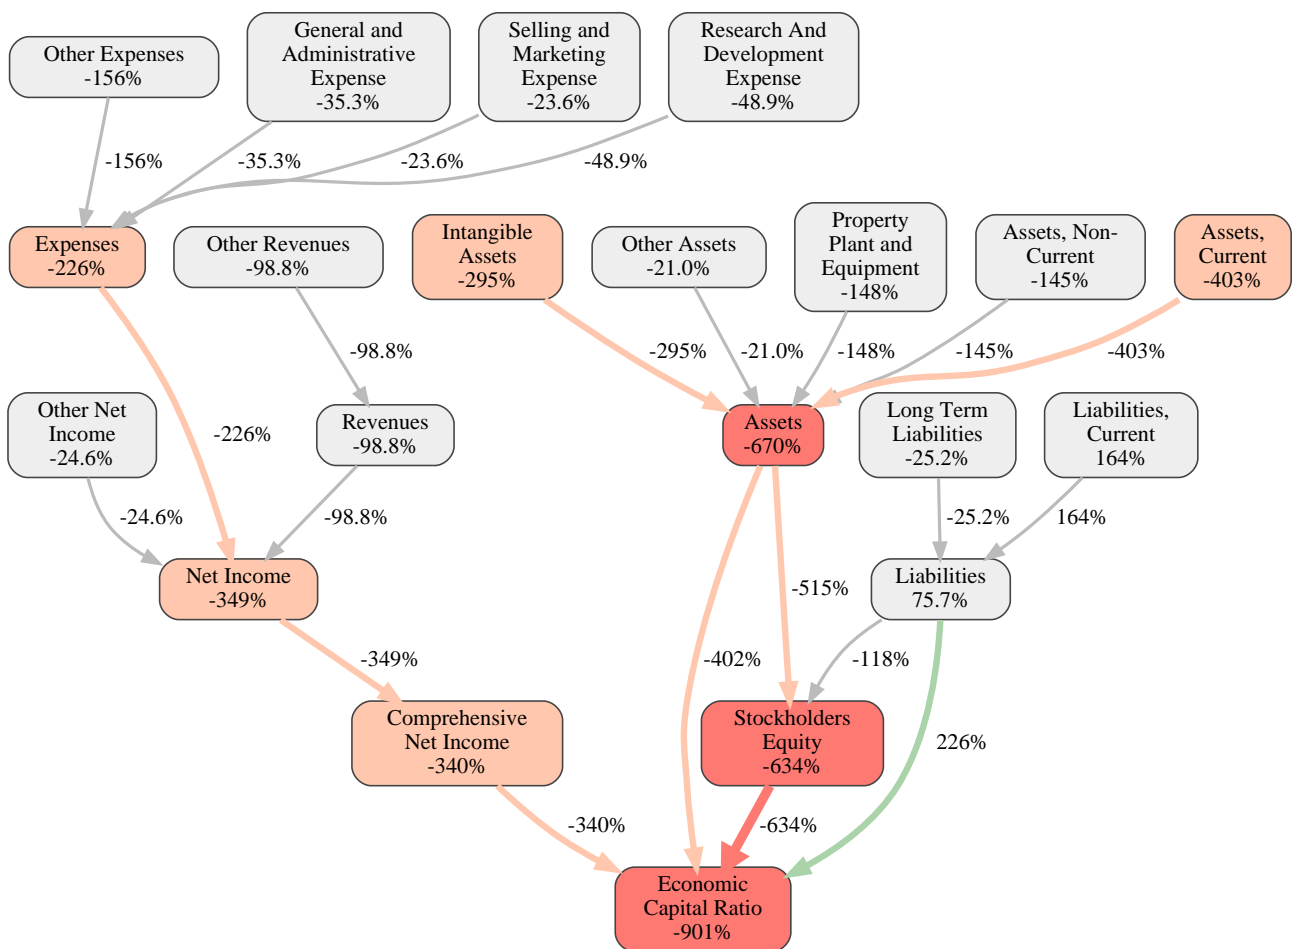 Other Expenses
-156%
General and
Administrative
Expense
-35.3%
Selling and
Marketing
Expense
-23.6%
Research And
Development
Expense
-48.9%
-156%
-35.3%
-23.6%
-48.9%
Expenses
-226%
Other Revenues
-98.8%
Intangible
Assets
-295%
Other Assets
-21.0%
Property
Plant and
Equipment
-148%
Assets, Non-
Current
-145%
Assets,
Current
-403%
-98.8%
-295%
-21.0%
-148%
-145%
-403%
Other Net
Income
-24.6%
-226%
Revenues
-98.8%
Assets
-670%
Long Term
Liabilities
-25.2%
Liabilities,
Current
164%
-24.6%
-98.8%
-25.2%
164%
Net Income
-349%
-515%
Liabilities
75.7%
-349%
-402%
-118%
Comprehensive
Net Income
-340%
Stockholders
Equity
-634%
226%
-340%
-634%
Economic
Capital Ratio
-901%